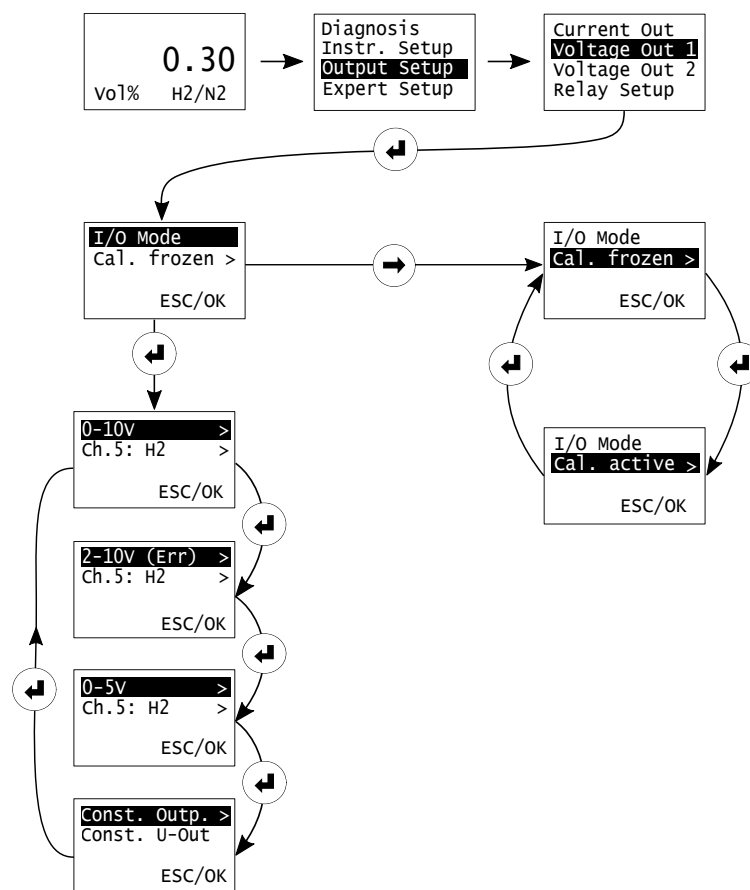 0.30
Vol% H2/N2
Diagnosis
Instr. Setup
Output Setup
Expert Setup
Current Out
Voltage Out 1
Voltage Out 2
Relay Setup
I/O Mode
Cal. frozen >
ESC/OK
I/O Mode
Cal. frozen >
ESC/OK
I/O Mode
Cal. active >
ESC/OK
0-10V >
Ch.5: H2 >
ESC/OK
2-10V (Err) >
Ch.5: H2 >
ESC/OK
0-5V >
Ch.5: H2 >
ESC/OK
Const. Outp. >
Const. U-Out
ESC/OK